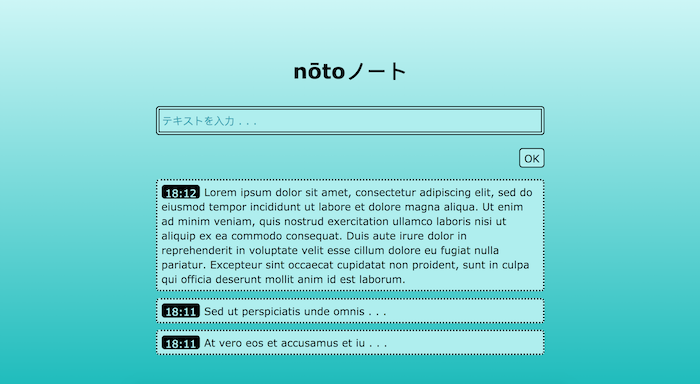 nōtoノート
テキストを入力 . . .
OK
18:12 Lorem ipsum dolor sit amet, consectetur adipiscing elit, sed do
eiusmod tempor incididunt ut labore et dolore magna aliqua. Ut enim
ad minim veniam, quis nostrud exercitation ullamco laboris nisi ut
aliquip ex ea commodo consequat. Duis aute irure dolor in
reprehenderit in voluptate velit esse cillum dolore eu fugiat nulla
pariatur. Excepteur sint occaecat cupidatat non proident, sunt in culpa
qui officia deserunt mollit anim id est laborum.
18:11 Sed ut perspiciatis unde omnis . . .
18:11 At vero eos et accusamus et iu . . .